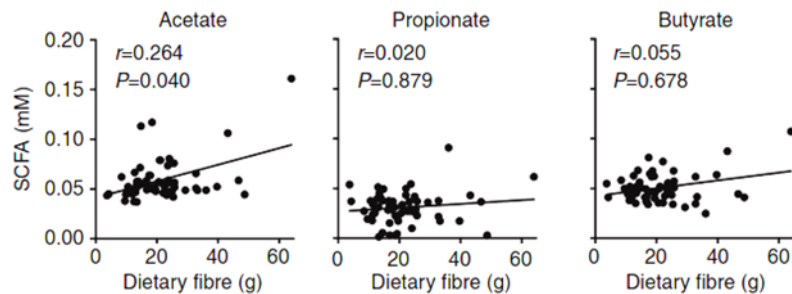 Acetate
Propionate
Butyrate
SCFA (mM)
0.20
0.15
0.10
0.05
0.00
r=0.264
P=0.040
r=0.020
P=0.879
r=0.055
P=0.678
0 20 40 60
0 20 40 60
0 20 40 60
Dietary fibre (g)
Dietary fibre (g)
Dietary fibre (g)